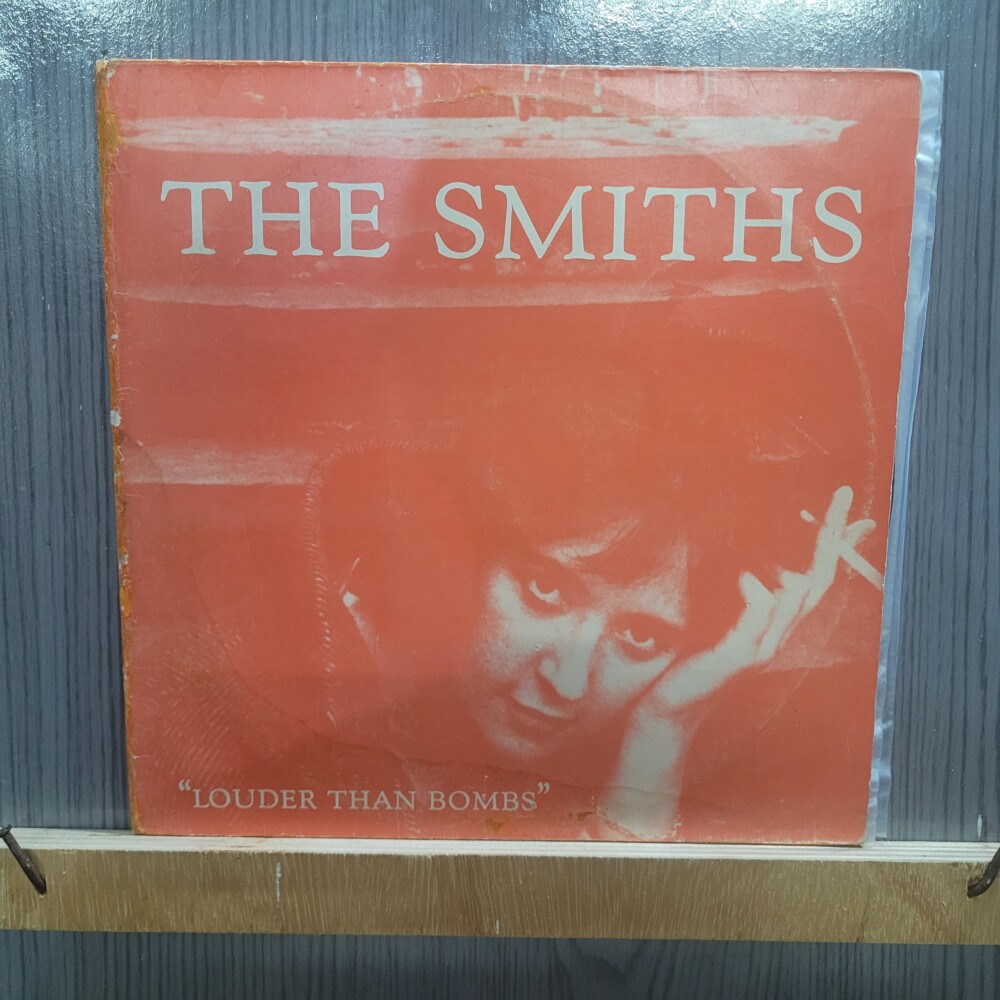 THE SMITHS
“LOUDER THAN BOMBS”